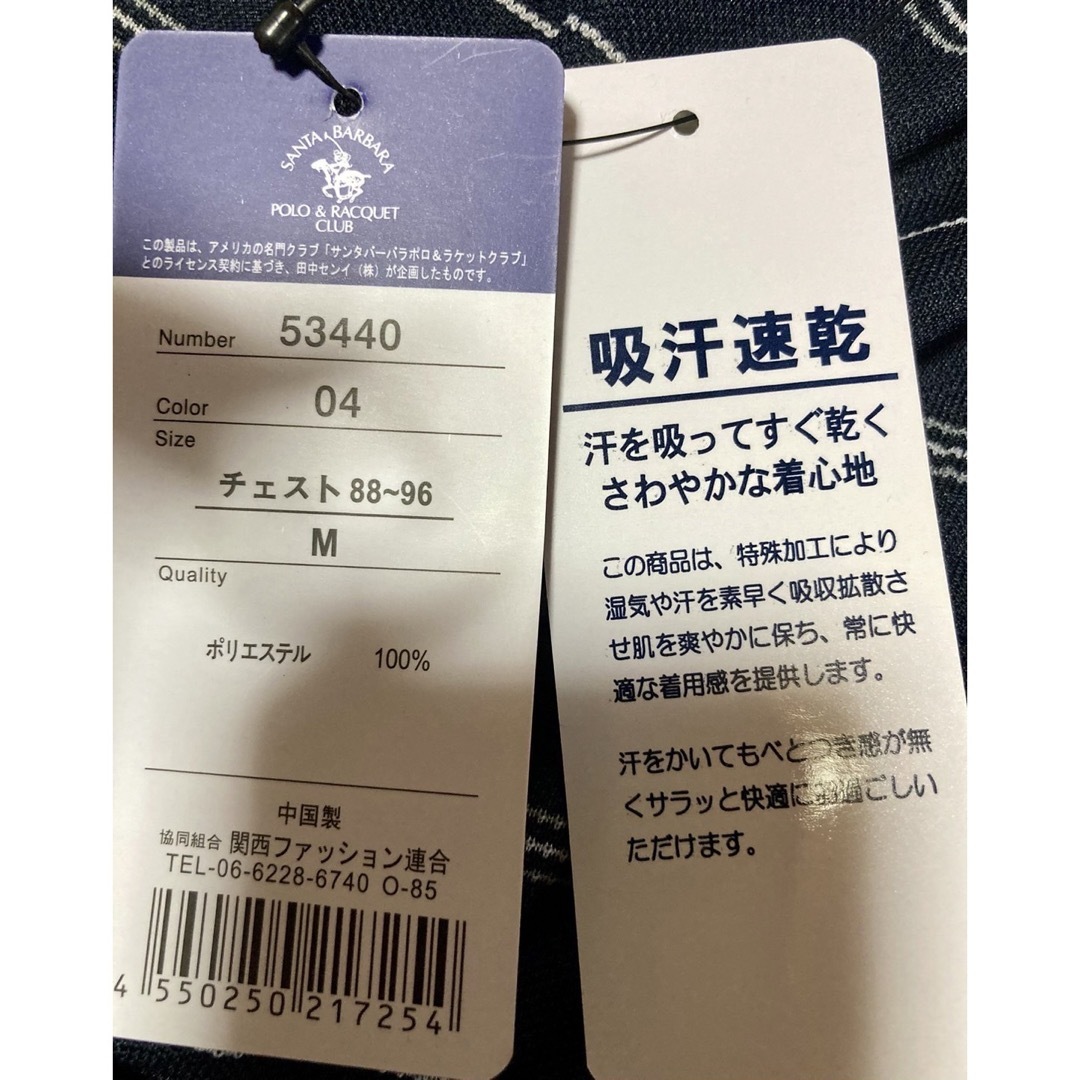 SANTA BARBARA
POLO & RACQUET
CLUB
この製品は、アメリカの名門クラブ「サンタバーバラポロ&ラケットクラブ」
とのライセンス契約に基づき、田中センイ（株）が企画したものです。
Number 53440
Color 04
Size
チェスト 88~96
M
Quality
ポリエステル 100%
中国製
協同組合 関西ファッション連合
TEL-06-6228-6740 O-85
4 550250 217254
吸汗速乾
汗を吸ってすぐ乾く
さわやかな着心地
この商品は、特殊加工により
湿気や汗を素早く吸収拡散さ
せ肌を爽やかに保ち、常に快
適な着用感を提供します。
汗をかいてもべとつき感が無
くサラッと快適にお過ごしい
ただけます。